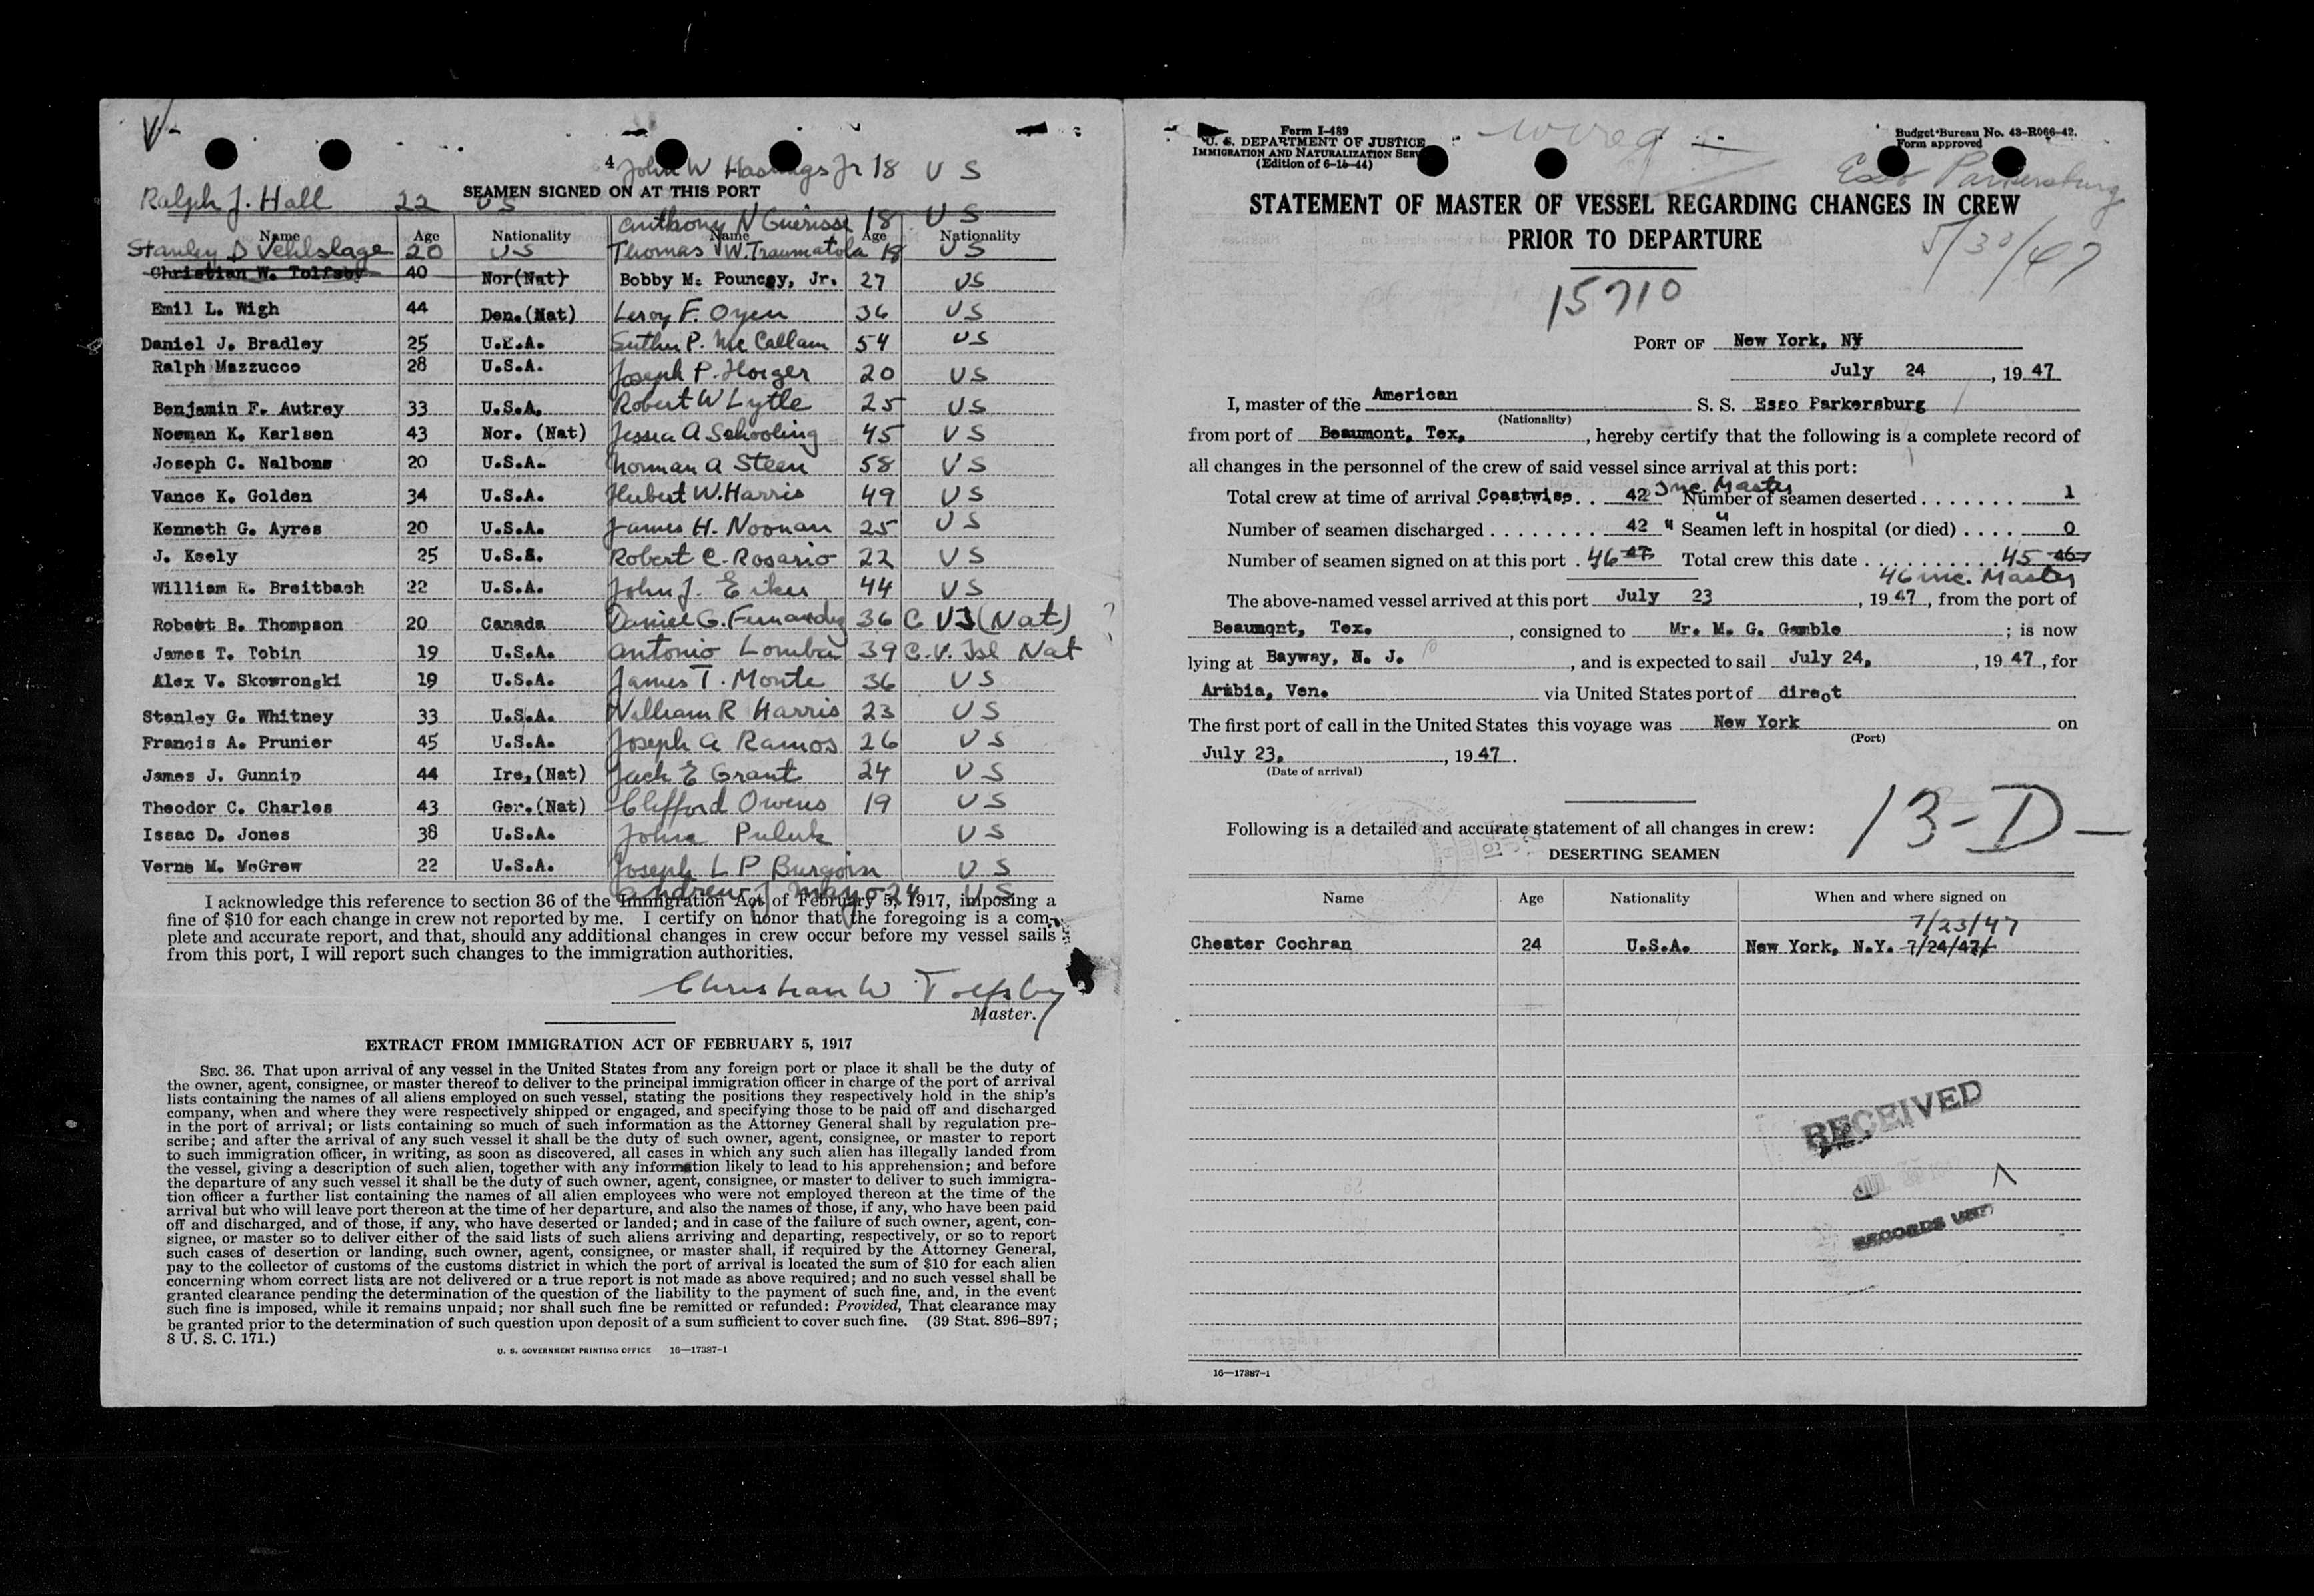 4 John W Hastings Jr 18 U S
Ralph J. Hall 22 US
SEAMEN SIGNED ON AT THIS PORT
Anthony N Guerisse 18 U S
Name Age Nationality Name Age Nationality
Stanley D Vehlslage 20 US Thomas W. Traumatola 18 U S
Christian W. Tolfsby 40 Nor(Nat) Bobby M. Pouncey, Jr. 27 US
Emil L. Wigh 44 Den.(Nat) Leroy F. Oyen 36 US
Daniel J. Bradley 25 U.S.A. Luther P. McCallam 54 US
Ralph Mazzucco 28 U.S.A. Joseph P. Horger 20 US
Benjamin F. Autrey 33 U.S.A. Robert W Lytle 25 US
Norman K. Karlsen 43 Nor. (Nat) Jessea A Schooling 45 US
Joseph C. Nalbone 20 U.S.A. Norman A Steen 58 US
Vance K. Golden 34 U.S.A. Hubert W. Harris 49 US
Kenneth G. Ayres 20 U.S.A. James H. Noonan 25 US
J. Keely 25 U.S.A. Robert C. Rosario 22 US
William R. Breitbach 22 U.S.A. John J. Eiker 44 US
Robert B. Thompson 20 Canada Daniel G. Fernandez 36 C VI (Nat) ?
James T. Tobin 19 U.S.A. Antonio Lomba 39 C.V. Isl Nat
Alex V. Skowronski 19 U.S.A. James T. Monte 36 US
Stanley G. Whitney 33 U.S.A. William R Harris 23 US
Francis A. Prunier 45 U.S.A. Joseph A Ramos 26 US
James J. Gunnip 44 Ire,(Nat) Jack E Grant 24 US
Theodor C. Charles 43 Ger.(Nat) Clifford Owens 19 US
Issac D. Jones 38 U.S.A. John Puluk US
Verne M. McGrew 22 U.S.A. Joseph L P Burgoin US
Andrew J Mayo 24 US
I acknowledge this reference to section 36 of the Immigration Act of February 5, 1917, imposing a
fine of $10 for each change in crew not reported by me. I certify on honor that the foregoing is a com-
plete and accurate report, and that, should any additional changes in crew occur before my vessel sails
from this port, I will report such changes to the immigration authorities.
Christian W Tolfsby
Master.
EXTRACT FROM IMMIGRATION ACT OF FEBRUARY 5, 1917
SEC. 36. That upon arrival of any vessel in the United States from any foreign port or place it shall be the duty of
the owner, agent, consignee, or master thereof to deliver to the principal immigration officer in charge of the port of arrival
lists containing the names of all aliens employed on such vessel, stating the positions they respectively hold in the ship's
company, when and where they were respectively shipped or engaged, and specifying those to be paid off and discharged
in the port of arrival; or lists containing so much of such information as the Attorney General shall by regulation pre-
scribe; and after the arrival of any such vessel it shall be the duty of such owner, agent, consignee, or master to report
to such immigration officer, in writing, as soon as discovered, all cases in which any such alien has illegally landed from
the vessel, giving a description of such alien, together with any information likely to lead to his apprehension; and before
the departure of any such vessel it shall be the duty of such owner, agent, consignee, or master to deliver to such immigra-
tion officer a further list containing the names of all alien employees who were not employed thereon at the time of the
arrival but who will leave port thereon at the time of her departure, and also the names of those, if any, who have been paid
off and discharged, and of those, if any, who have deserted or landed; and in case of the failure of such owner, agent, con-
signee, or master so to deliver either of the said lists of such aliens arriving and departing, respectively, or so to report
such cases of desertion or landing, such owner, agent, consignee, or master shall, if required by the Attorney General,
pay to the collector of customs of the customs district in which the port of arrival is located the sum of $10 for each alien
concerning whom correct lists are not delivered or a true report is not made as above required; and no such vessel shall be
granted clearance pending the determination of the question of the liability to the payment of such fine, and, in the event
such fine is imposed, while it remains unpaid; nor shall such fine be remitted or refunded: Provided, That clearance may
be granted prior to the determination of such question upon deposit of a sum sufficient to cover such fine. (39 Stat. 896–897;
8 U. S. C. 171.)
U. S. GOVERNMENT PRINTING OFFICE 16—17387-1
Form I-489
U. S. DEPARTMENT OF JUSTICE
IMMIGRATION AND NATURALIZATION SERV
(Edition of 6-15-44)
Budget Bureau No. 43-R066-42.
Form approved
Esso Parkersburg
STATEMENT OF MASTER OF VESSEL REGARDING CHANGES IN CREW
PRIOR TO DEPARTURE
5/30/47
15710
PORT OF New York, NY
July 24, 1947
I, master of the American S. S. Esso Parkersburg
(Nationality)
from port of Beaumont, Tex., hereby certify that the following is a complete record of
all changes in the personnel of the crew of said vessel since arrival at this port:
Total crew at time of arrival Coastwise. . 42 Inc. Master Number of seamen deserted . . . . . . . 1
Number of seamen discharged . . . . . . . . 42 " " Seamen left in hospital (or died) . . . . 0
Number of seamen signed on at this port . 46 47 Total crew this date . . . . . . . . . . . 45 46
46 inc. Master
The above-named vessel arrived at this port July 23, 1947, from the port of
Beaumont, Tex., consigned to Mr. M. G. Gamble; is now
lying at Bayway, N. J., and is expected to sail July 24, 1947, for
Arabia, Ven. via United States port of direct
The first port of call in the United States this voyage was New York on
(Port)
July 23, 1947.
(Date of arrival)
13-D-
Following is a detailed and accurate statement of all changes in crew:
DESERTING SEAMEN
Name Age Nationality When and where signed on
7/23/47
Chester Cochran 24 U.S.A. New York, N.Y. 7/24/47
RECEIVED
RECORDS UNIT
16—17387-1